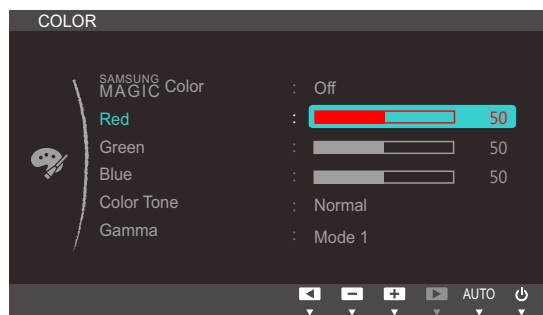 COLOR
SAMSUNG MAGIC Color : Off
Red : 50
Green : 50
Blue : 50
Color Tone : Normal
Gamma : Mode 1
AUTO